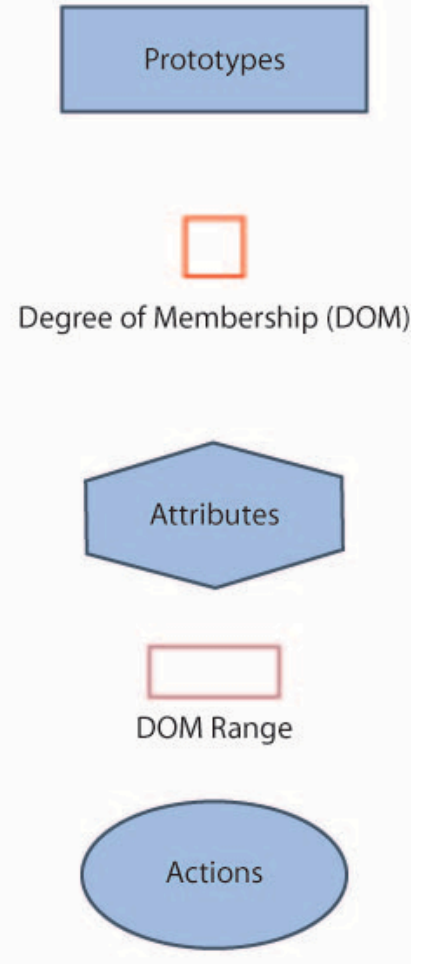 Prototypes
Degree of Membership (DOM)
Attributes
DOM Range
Actions